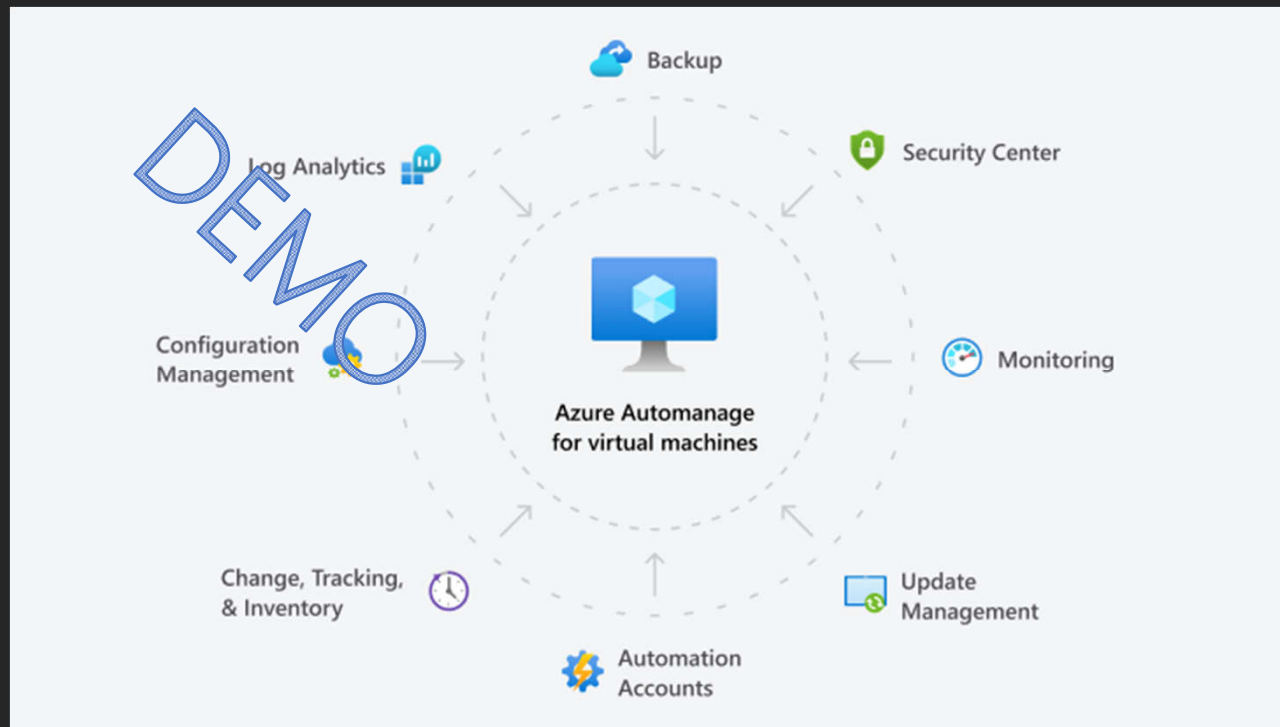 Backup
Security Center
Log Analytics
DEMO
Configuration
Management
Monitoring
Azure Automanage
for virtual machines
Change, Tracking,
& Inventory
Update
Management
Automation
Accounts